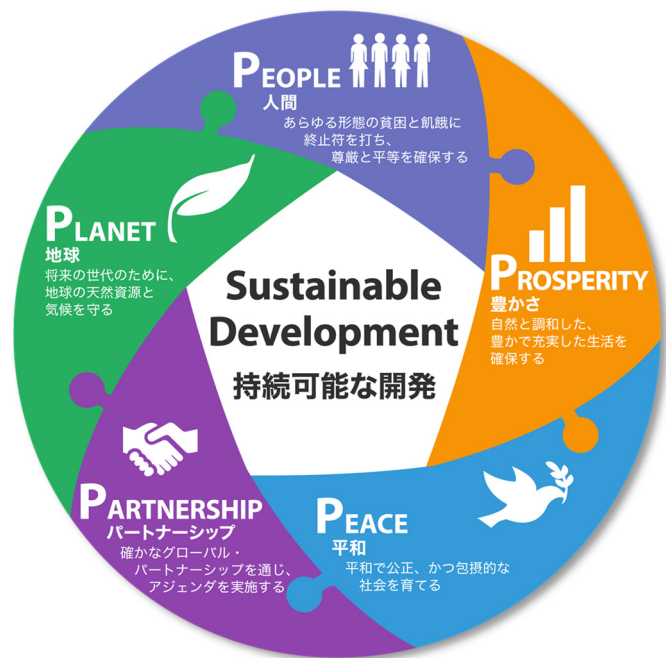 PEOPLE
人間
あらゆる形態の貧困と飢餓に
終止符を打ち、
尊厳と平等を確保する
PROSPERITY
豊かさ
自然と調和した、
豊かで充実した生活を
確保する
PEACE
平和
平和で公正、かつ包摂的な
社会を育てる
PARTNERSHIP
パートナーシップ
確かなグローバル・
パートナーシップを通じ、
アジェンダを実施する
PLANET
地球
将来の世代のために、
地球の天然資源と
気候を守る
Sustainable
Development
持続可能な開発